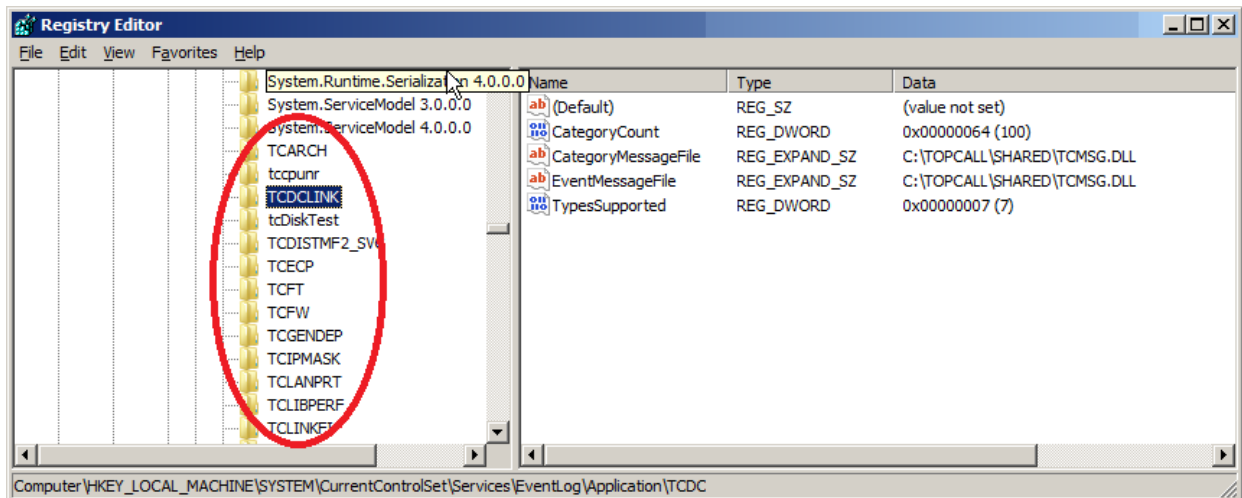 Registry Editor
File Edit View Favorites Help
System.Runtime.Serialization 4.0.0.0
System.ServiceModel 3.0.0.0
System.ServiceModel 4.0.0.0
TCARCH
tccpunr
TCDCLINK
tcDiskTest
TCDISTMF2_SVC
TCECP
TCFT
TCFW
TCGENDEP
TCIPMASK
TCLANPRT
TCLIBPERF
TCLINKFI
Name Type Data
(Default) REG_SZ (value not set)
CategoryCount REG_DWORD 0x00000064 (100)
CategoryMessageFile REG_EXPAND_SZ C:\TOPCALL\SHARED\TCMSG.DLL
EventMessageFile REG_EXPAND_SZ C:\TOPCALL\SHARED\TCMSG.DLL
TypesSupported REG_DWORD 0x00000007 (7)
Computer\HKEY_LOCAL_MACHINE\SYSTEM\CurrentControlSet\Services\EventLog\Application\TCDC